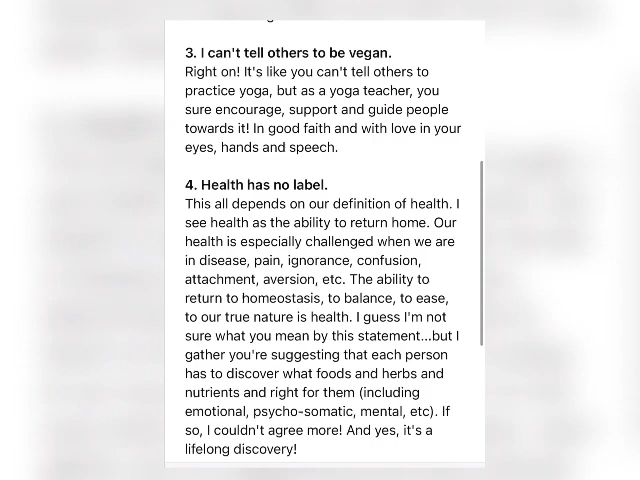 3. I can't tell others to be vegan.
Right on! It's like you can't tell others to
practice yoga, but as a yoga teacher, you
sure encourage, support and guide people
towards it! In good faith and with love in your
eyes, hands and speech.
4. Health has no label.
This all depends on our definition of health. I
see health as the ability to return home. Our
health is especially challenged when we are
in disease, pain, ignorance, confusion,
attachment, aversion, etc. The ability to
return to homeostasis, to balance, to ease,
to our true nature is health. I guess I'm not
sure what you mean by this statement...but I
gather you're suggesting that each person
has to discover what foods and herbs and
nutrients and right for them (including
emotional, psycho-somatic, mental, etc). If
so, I couldn't agree more! And yes, it's a
lifelong discovery!